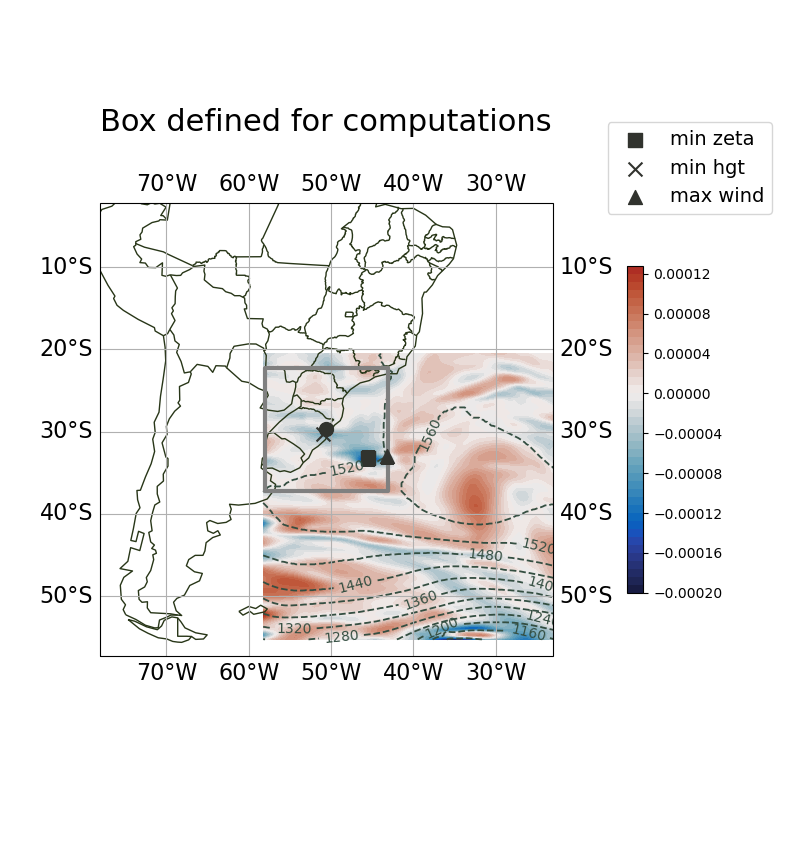 Box defined for computations
min zeta
min hgt
max wind
70°W 60°W 50°W 40°W 30°W
10°S 10°S
20°S 20°S
30°S 30°S
40°S 40°S
50°S 50°S
70°W 60°W 50°W 40°W 30°W
0.00012
0.00008
0.00004
0.00000
−0.00004
−0.00008
−0.00012
−0.00016
−0.00020
1560
1520
1520
1480
1440
140
1360
1320
1280
1200
1240
1160